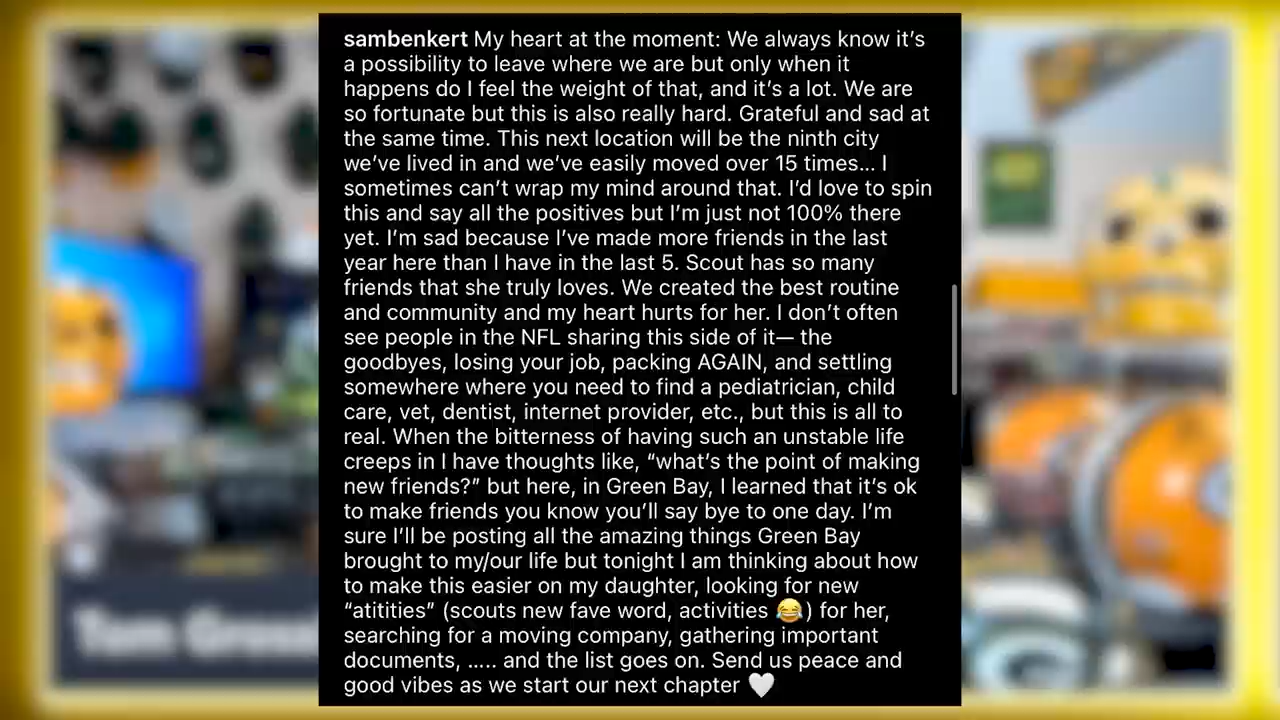 sambenkert My heart at the moment: We always know it’s
a possibility to leave where we are but only when it
happens do I feel the weight of that, and it’s a lot. We are
so fortunate but this is also really hard. Grateful and sad at
the same time. This next location will be the ninth city
we’ve lived in and we’ve easily moved over 15 times... I
sometimes can’t wrap my mind around that. I’d love to spin
this and say all the positives but I’m just not 100% there
yet. I’m sad because I’ve made more friends in the last
year here than I have in the last 5. Scout has so many
friends that she truly loves. We created the best routine
and community and my heart hurts for her. I don’t often
see people in the NFL sharing this side of it— the
goodbyes, losing your job, packing AGAIN, and settling
somewhere where you need to find a pediatrician, child
care, vet, dentist, internet provider, etc., but this is all to
real. When the bitterness of having such an unstable life
creeps in I have thoughts like, “what’s the point of making
new friends?” but here, in Green Bay, I learned that it’s ok
to make friends you know you’ll say bye to one day. I’m
sure I’ll be posting all the amazing things Green Bay
brought to my/our life but tonight I am thinking about how
to make this easier on my daughter, looking for new
“atitities” (scouts new fave word, activities 😂) for her,
searching for a moving company, gathering important
documents, ..... and the list goes on. Send us peace and
good vibes as we start our next chapter 🤍
Tom